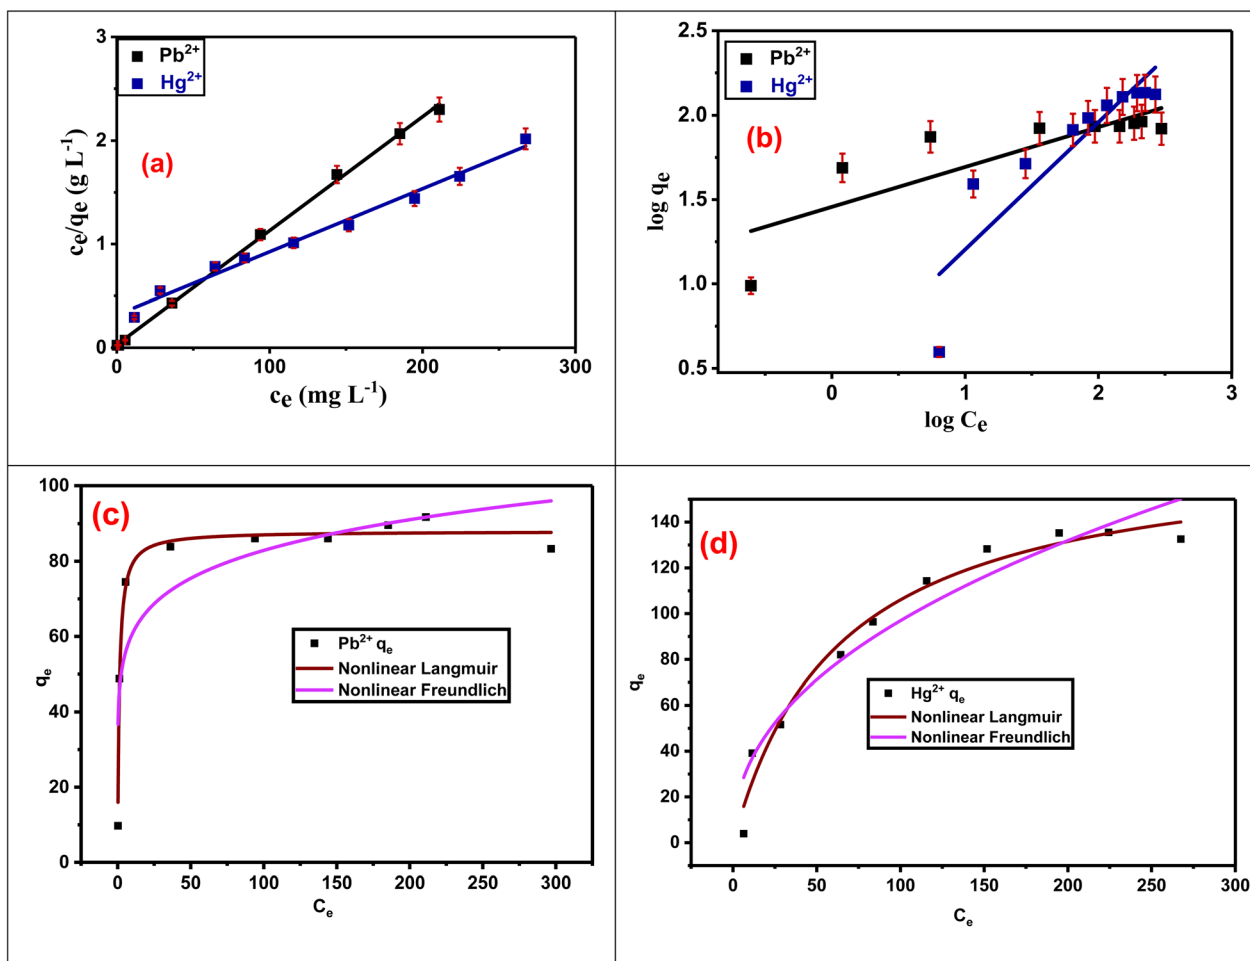 3
Pb²⁺
Hg²⁺
2
(a)
1
0
cₑ/qₑ (g L⁻¹)
0 100 200 300
cₑ (mg L⁻¹)
2.5
Pb²⁺
Hg²⁺
2.0
(b)
1.5
1.0
0.5
log qₑ
0 1 2 3
log Cₑ
100
(c)
80
60
40
20
0
qₑ
Pb²⁺ qₑ
Nonlinear Langmuir
Nonlinear Freundlich
0 50 100 150 200 250 300
Cₑ
140
(d)
120
100
80
60
40
20
0
qₑ
Hg²⁺ qₑ
Nonlinear Langmuir
Nonlinear Freundlich
0 50 100 150 200 250 300
Cₑ